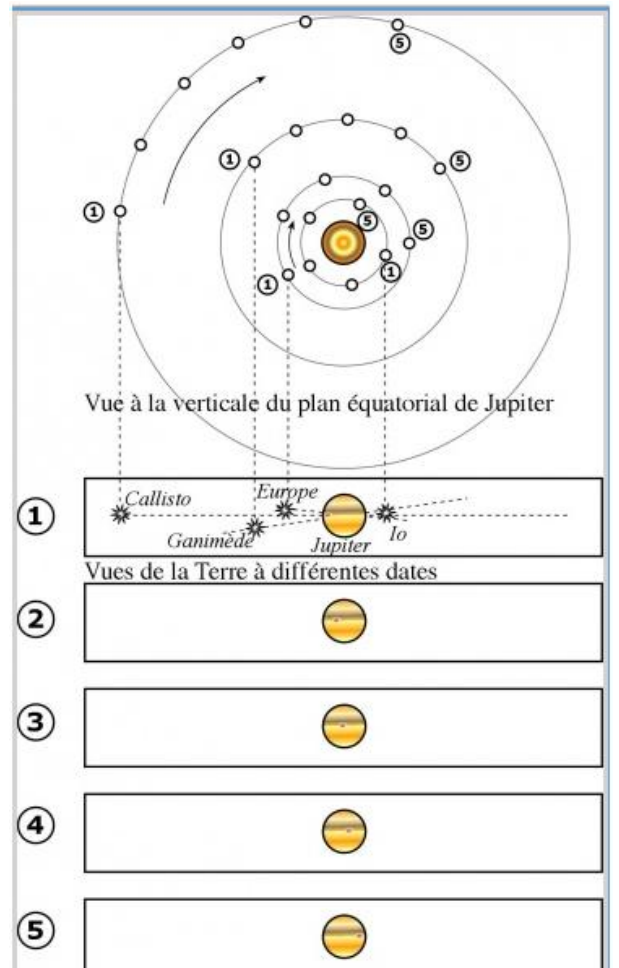 5
1
5
1
5
5
1
1
Vue à la verticale du plan équatorial de Jupiter
1
Callisto
Europe
Ganimède
Jupiter
Io
Vues de la Terre à différentes dates
2
3
4
5